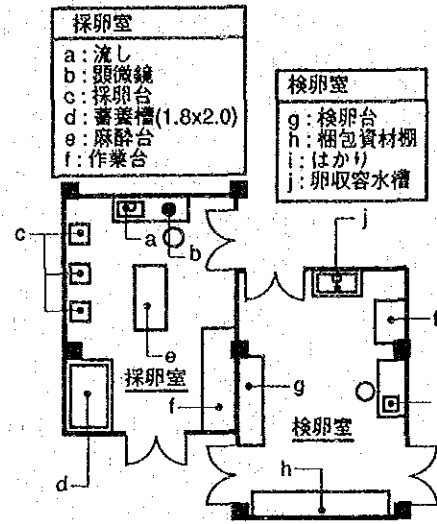 採卵室
a：流し
b：顕微鏡
c：採卵台
d：蓄養槽(1.8x2.0)
e：麻酔台
f：作業台
検卵室
g：検卵台
h：梱包資材棚
i：はかり
j：卵収容水槽
j
c
a
b
e
採卵室
f
g
検卵室
d
h